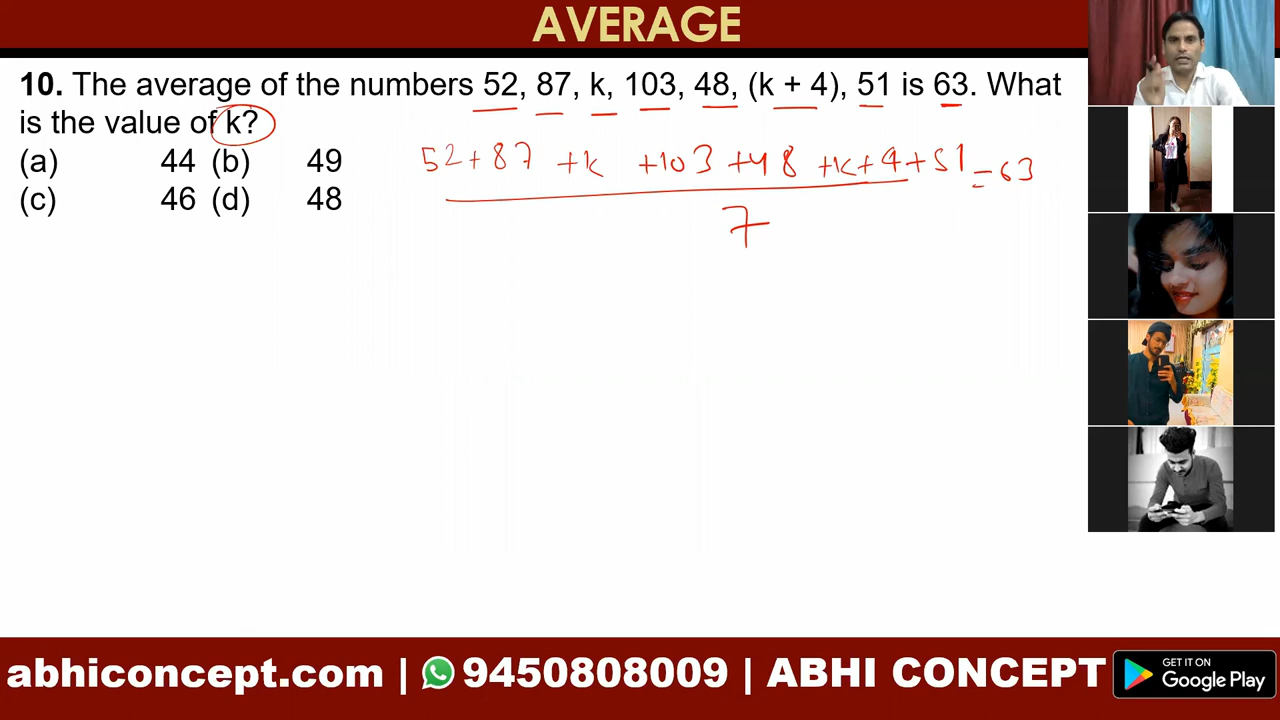 AVERAGE
10. The average of the numbers 52, 87, k, 103, 48, (k + 4), 51 is 63. What
is the value of k?
(a) 44 (b) 49
(c) 46 (d) 48
52+87 +k +103 +48 +k+4+51 = 63
7
abhiconcept.com | 9450808009 | ABHI CONCEPT
GET IT ON
Google Play